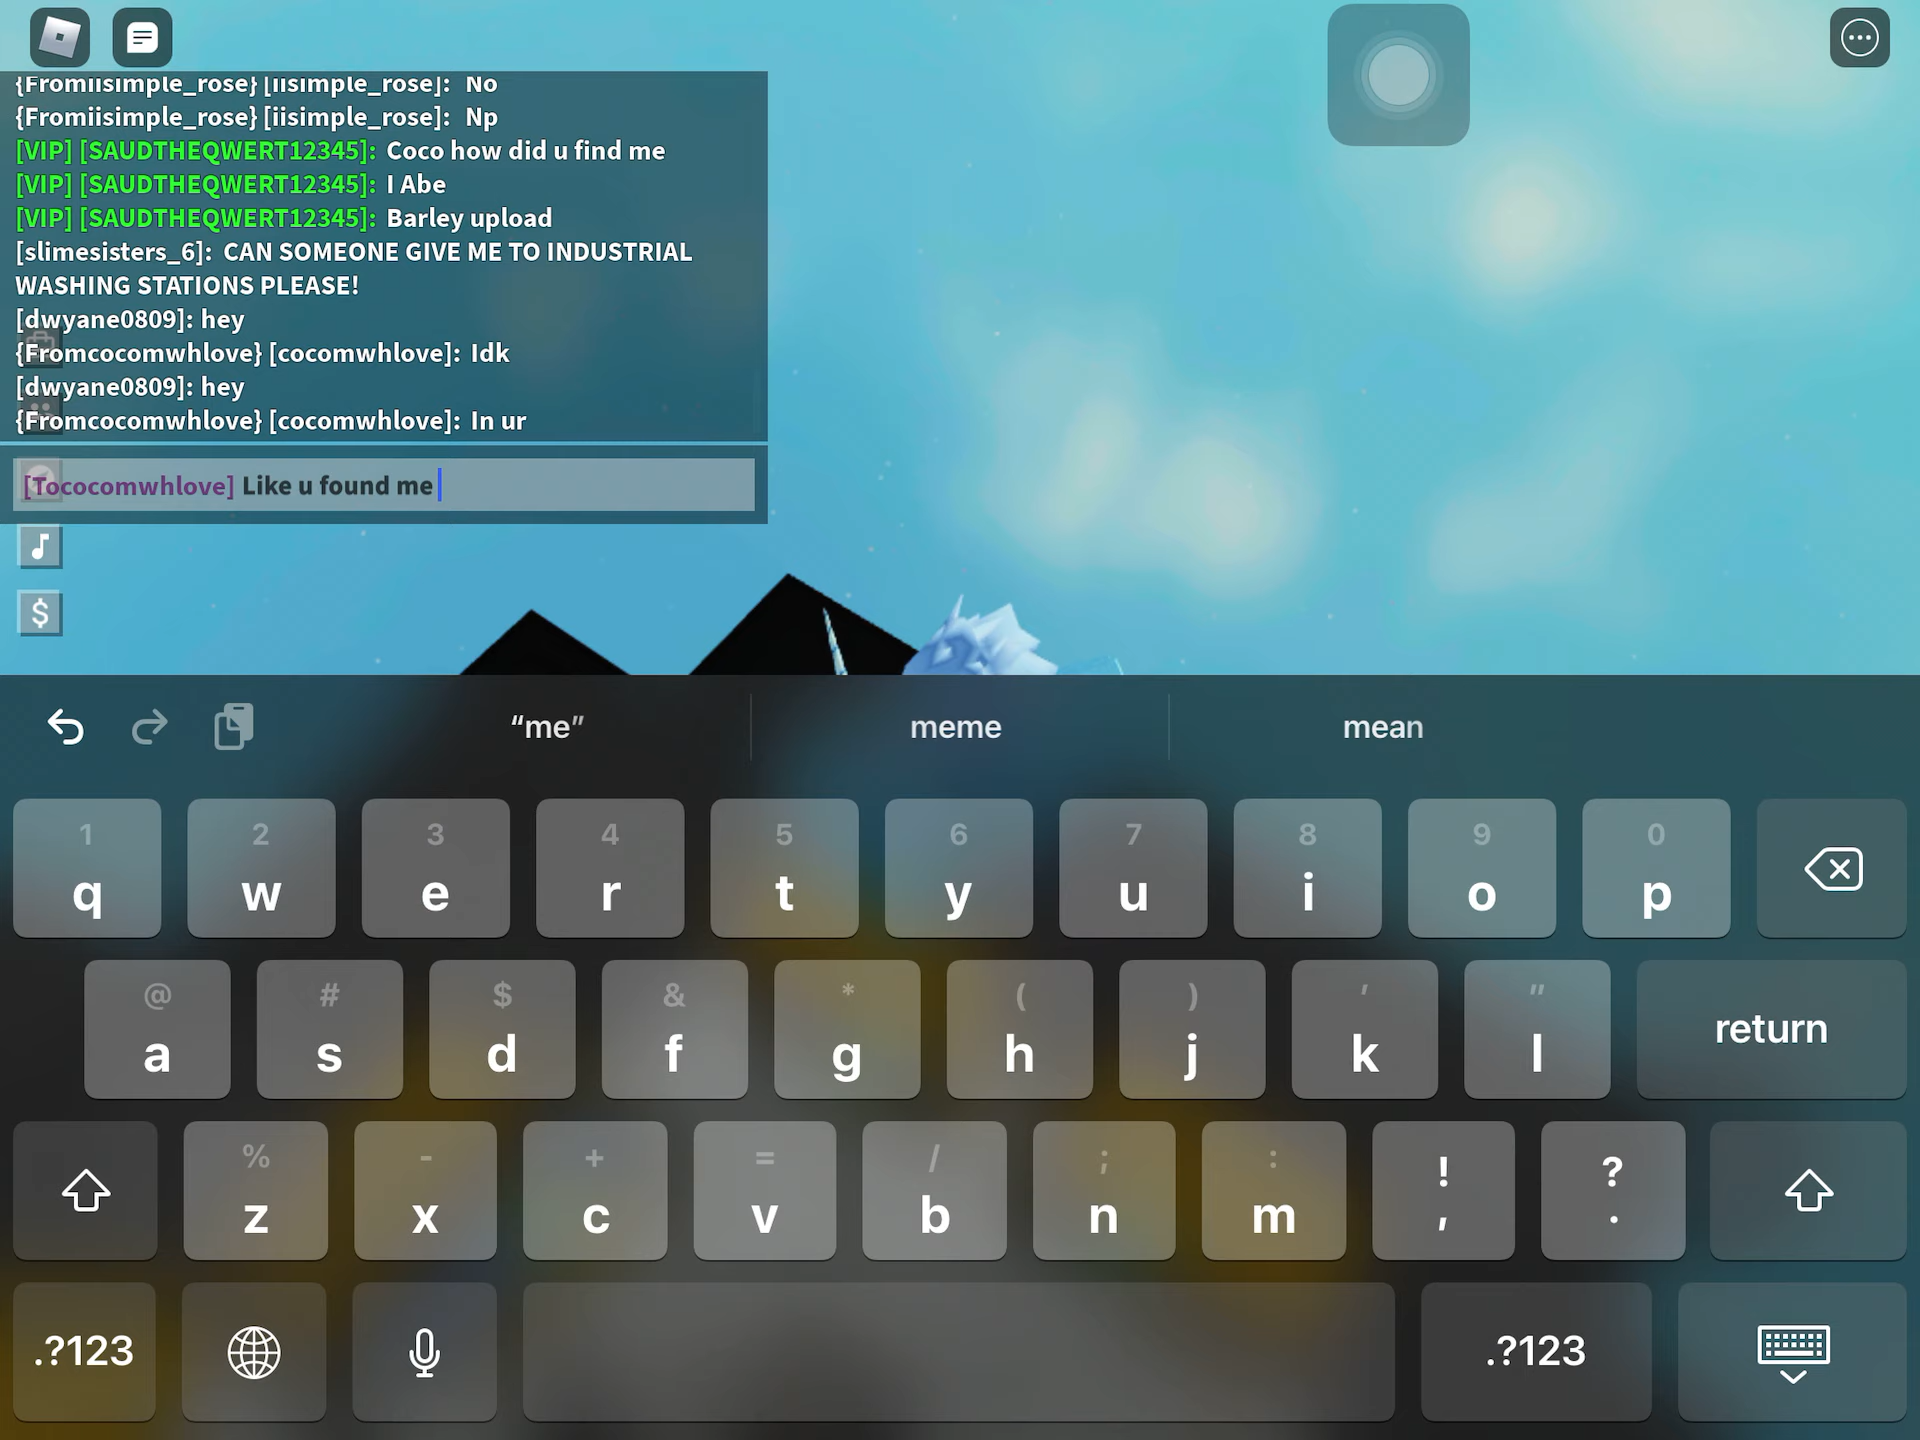 {Fromiisimple_rose} [iisimple_rose]: No
{Fromiisimple_rose} [iisimple_rose]: Np
[VIP] [SAUDTHEQWERT12345]: Coco how did u find me
[VIP] [SAUDTHEQWERT12345]: I Abe
[VIP] [SAUDTHEQWERT12345]: Barley upload
[slimesisters_6]: CAN SOMEONE GIVE ME TO INDUSTRIAL
WASHING STATIONS PLEASE!
[dwyane0809]: hey
{Fromcocomwhlove} [cocomwhlove]: Idk
[dwyane0809]: hey
{Fromcocomwhlove} [cocomwhlove]: In ur
[Tococomwhlove] Like u found me
$
“me” meme mean
1 2 3 4 5 6 7 8 9 0
q w e r t y u i o p
@ # $ & * ( ) ' "
a s d f g h j k l return
% - + = / ; : ! ?
z x c v b n m , .
.?123 .?123